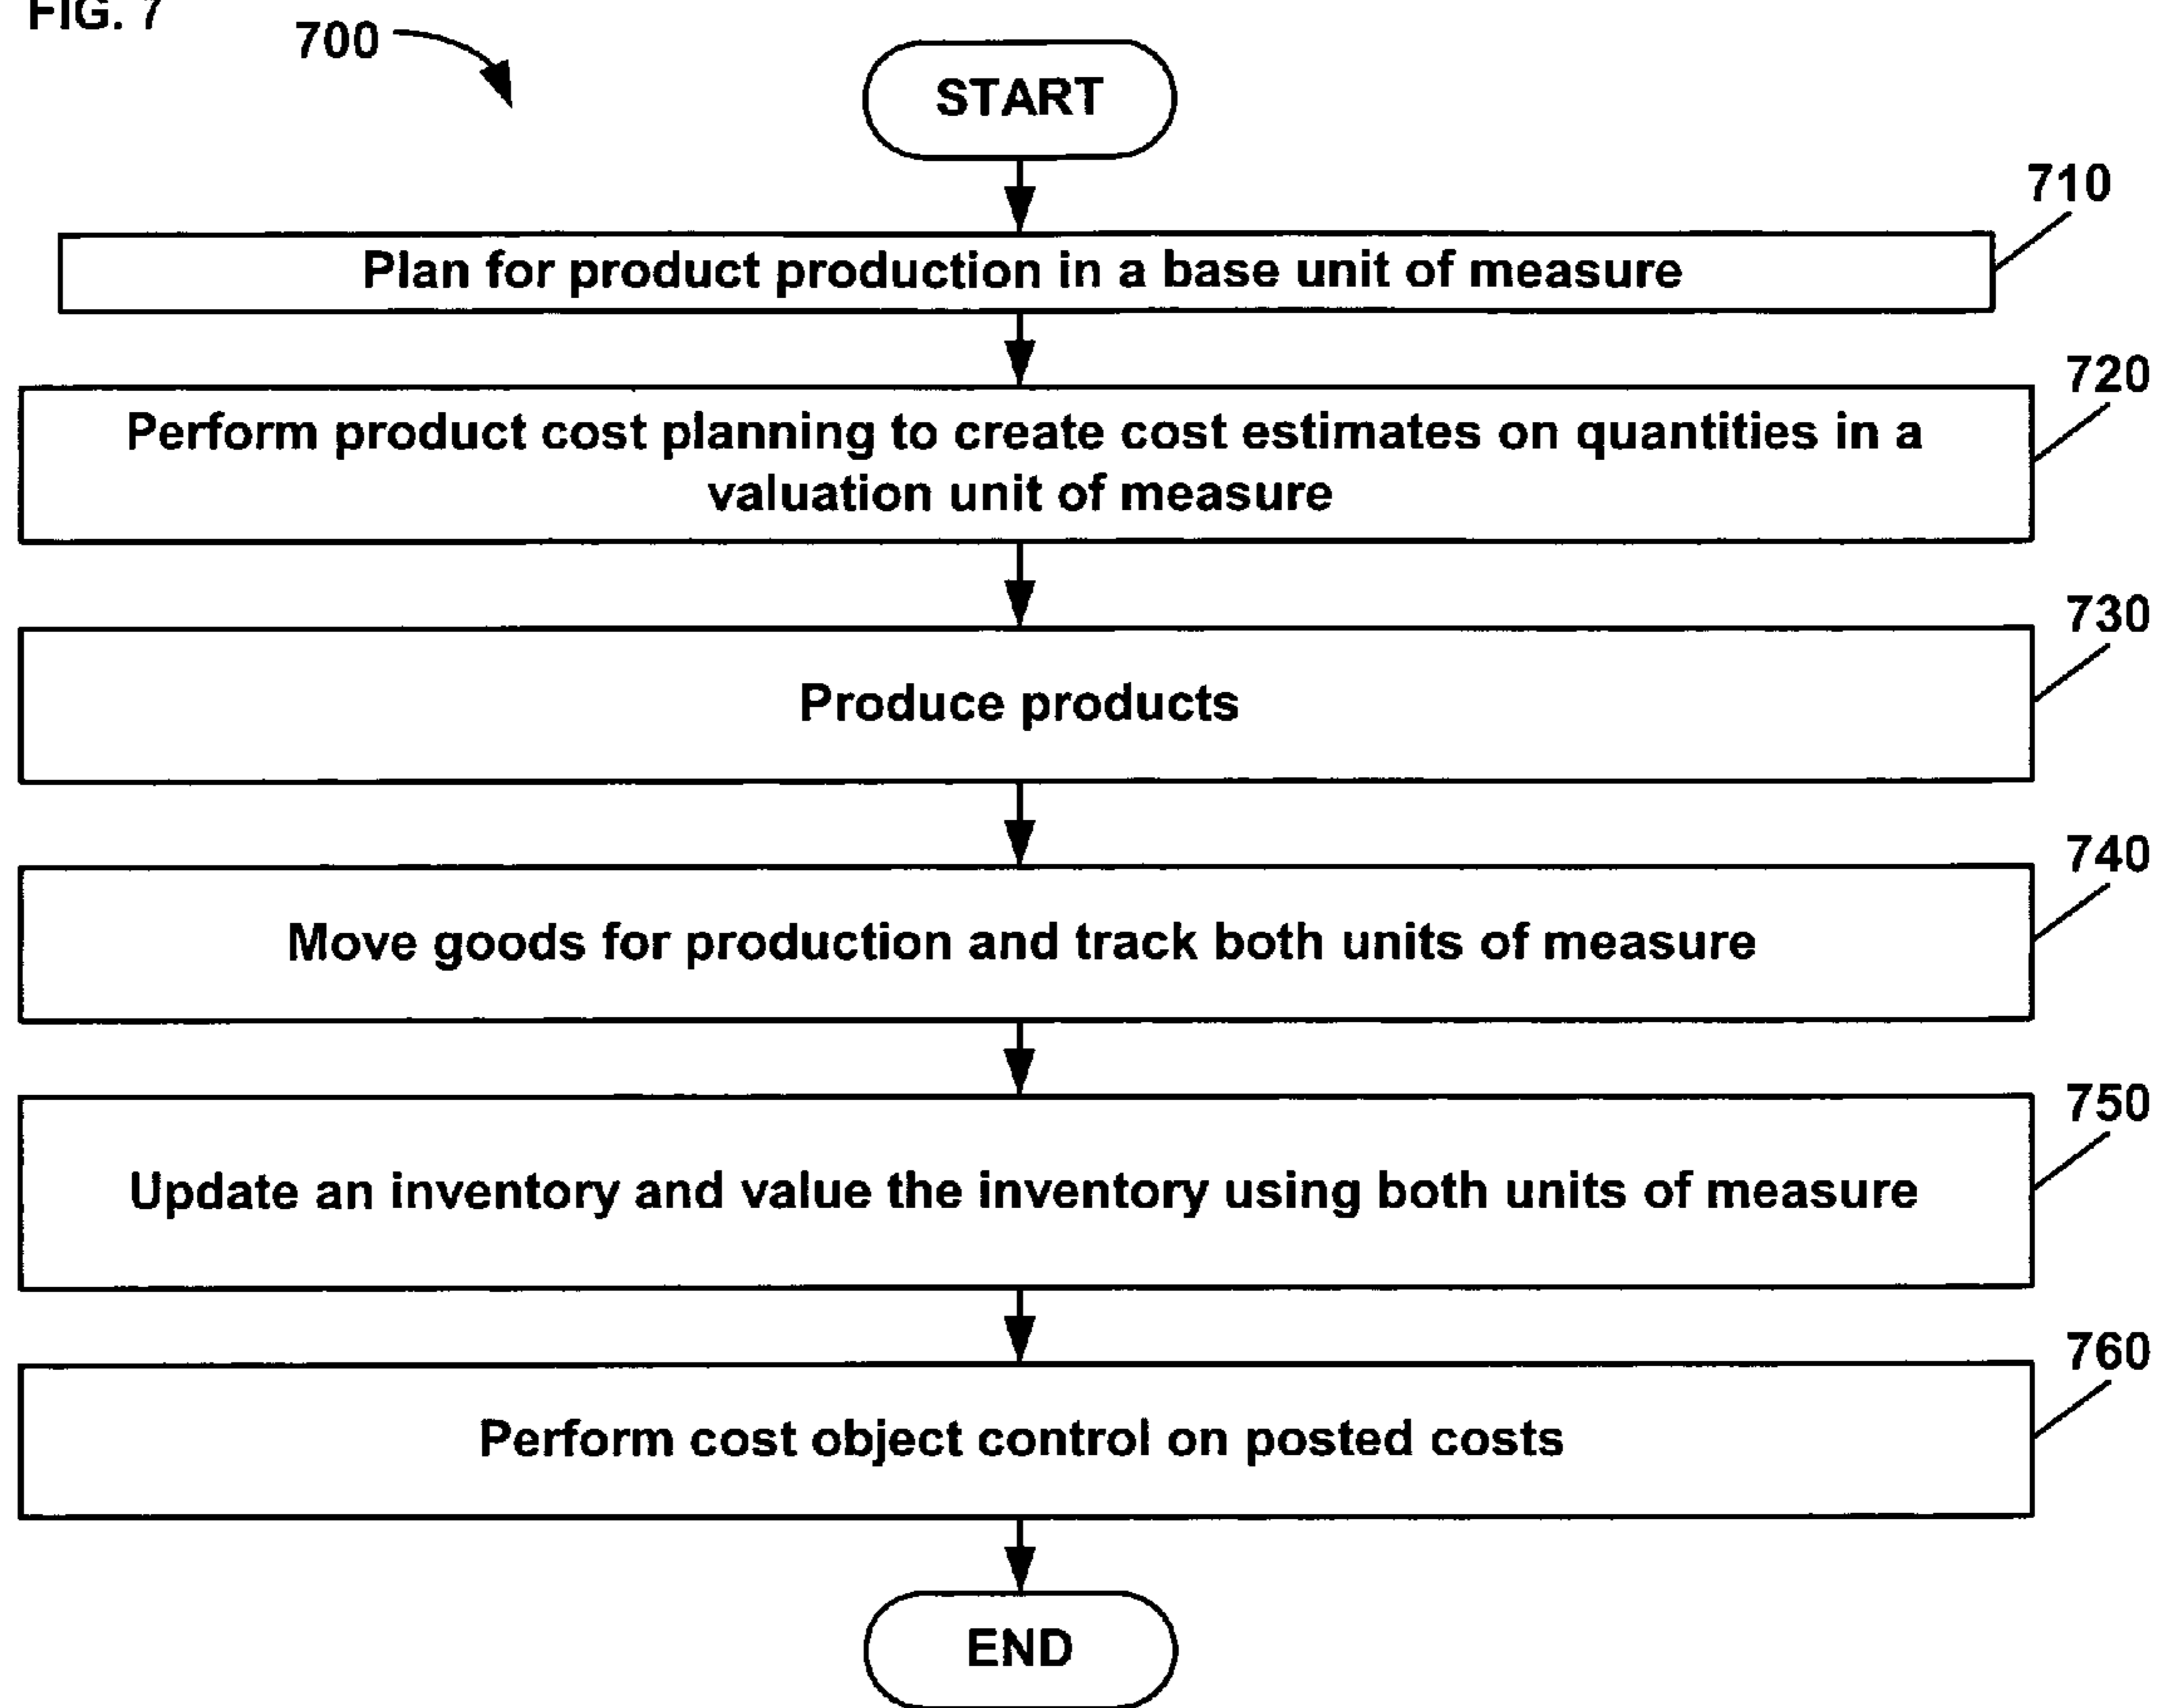 FIG. 7
700
START
710
Plan for product production in a base unit of measure
720
Perform product cost planning to create cost estimates on quantities in a
valuation unit of measure
730
Produce products
740
Move goods for production and track both units of measure
750
Update an inventory and value the inventory using both units of measure
760
Perform cost object control on posted costs
END